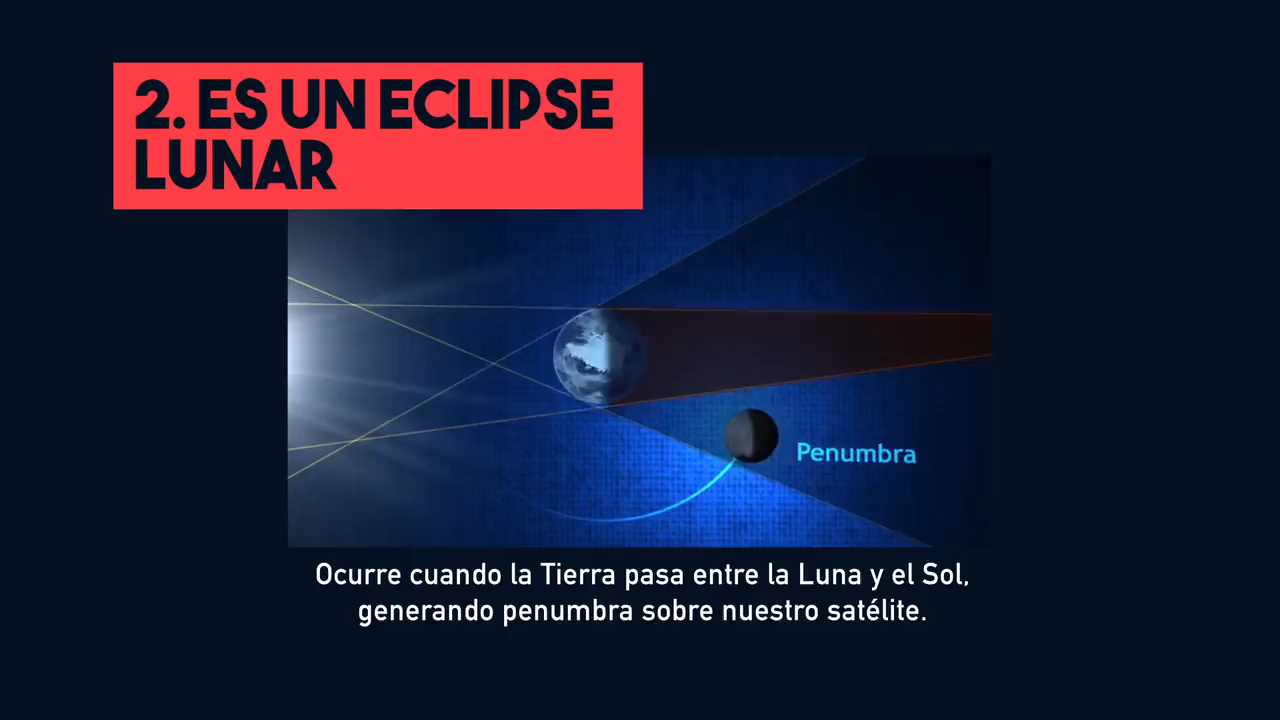 2. ES UN ECLIPSE
LUNAR
Penumbra
Ocurre cuando la Tierra pasa entre la Luna y el Sol,
generando penumbra sobre nuestro satélite.